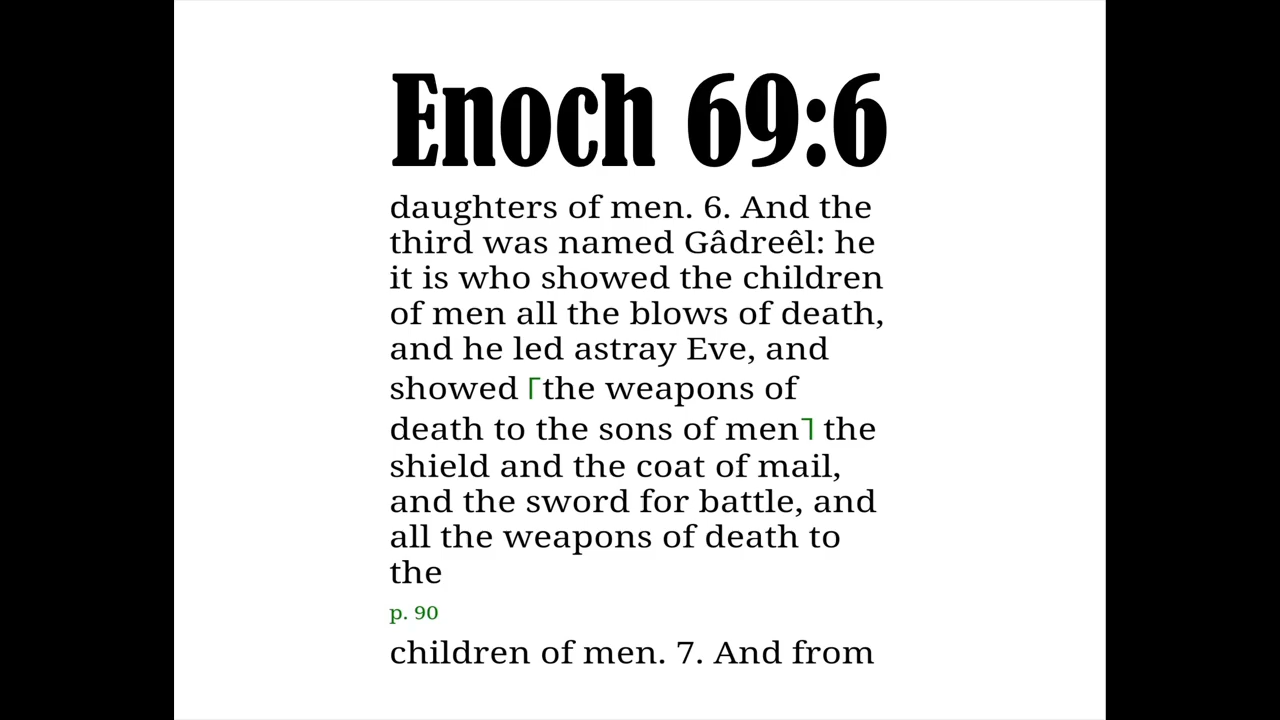 Enoch 69:6
daughters of men. 6. And the
third was named Gâdreêl: he
it is who showed the children
of men all the blows of death,
and he led astray Eve, and
showed ⌈the weapons of
death to the sons of men⌉ the
shield and the coat of mail,
and the sword for battle, and
all the weapons of death to
the
p. 90
children of men. 7. And from